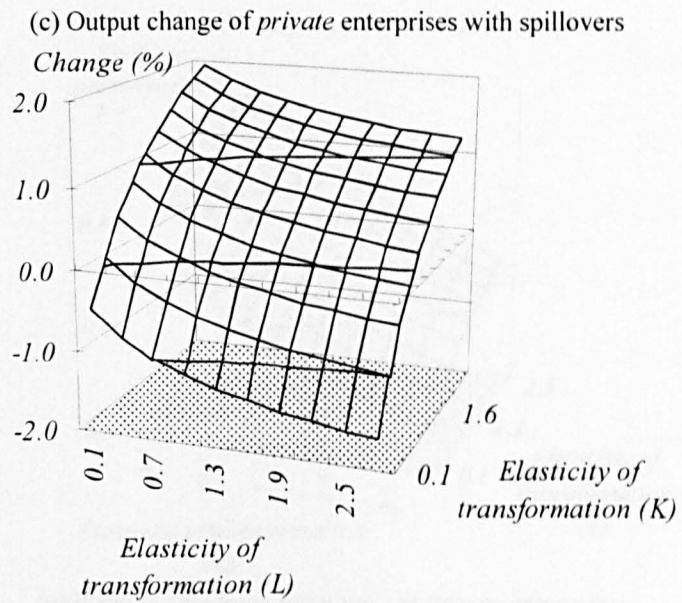 (c) Output change of private enterprises with spillovers
Change (%)
2.0
1.0
0.0
-1.0
-2.0
0.1
0.7
1.3
1.9
2.5
0.1
1.6
Elasticity of
transformation (K)
Elasticity of
transformation (L)